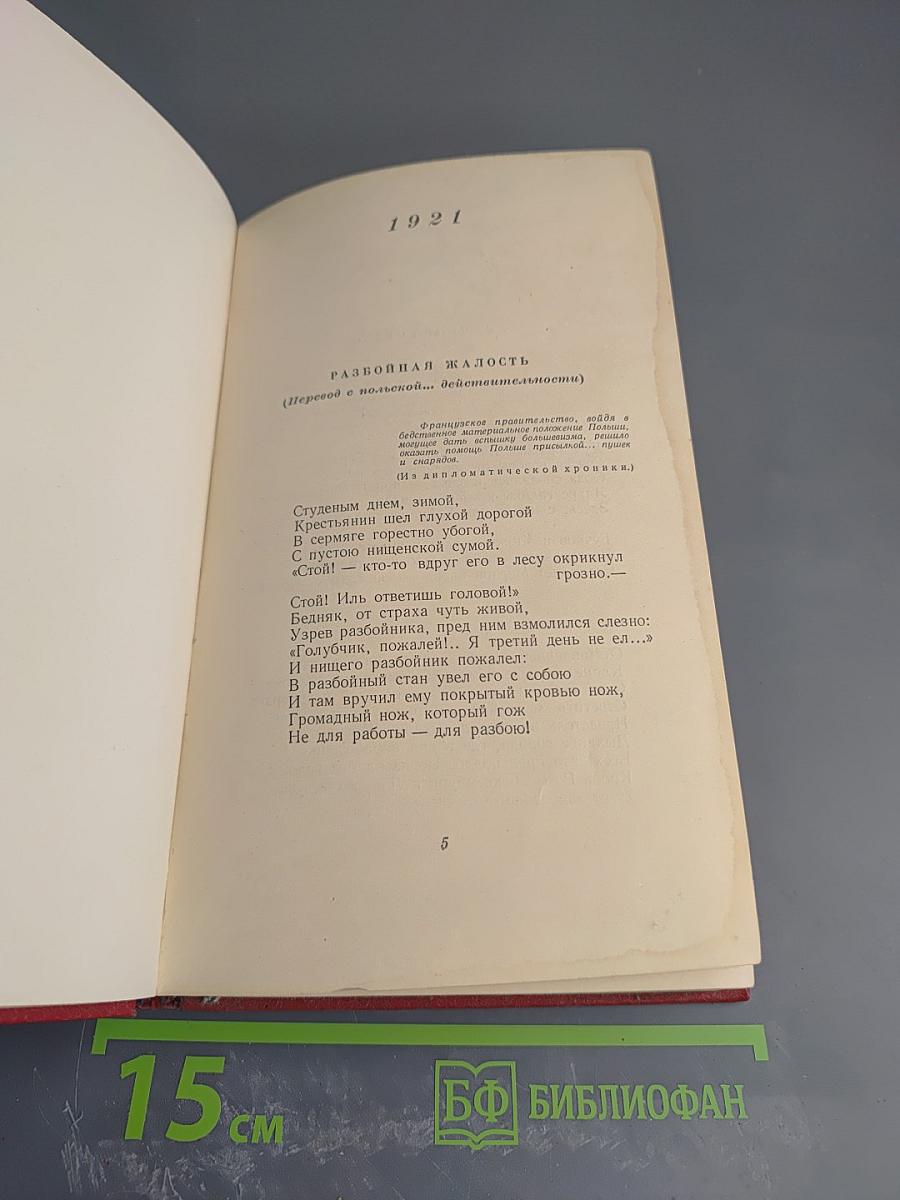 1921
РАЗБОЙНАЯ ЖАЛОСТЬ
(Перевод с польской... действительности)
Французское правительство, войдя в
бедственное материальное положение Польши,
могущее дать вспышку большевизма, решило
оказать помощь Польше присылкой... пушек
и снарядов.
(Из дипломатической хроники.)
Студеным днем, зимой,
Крестьянин шел глухой дорогой
В сермяге горестно убогой,
С пустою нищенской сумой.
«Стой! — кто-то вдруг его в лесу окрикнул
грозно.—
Стой! Иль ответишь головой!»
Бедняк, от страха чуть живой,
Узрев разбойника, пред ним взмолился слезно:
«Голубчик, пожалей!.. Я третий день не ел...»
И нищего разбойник пожалел:
В разбойный стан увел его с собою
И там вручил ему покрытый кровью нож,
Громадный нож, который гож
Не для работы — для разбою!
5
15 см
БФ БИБЛИОФАН